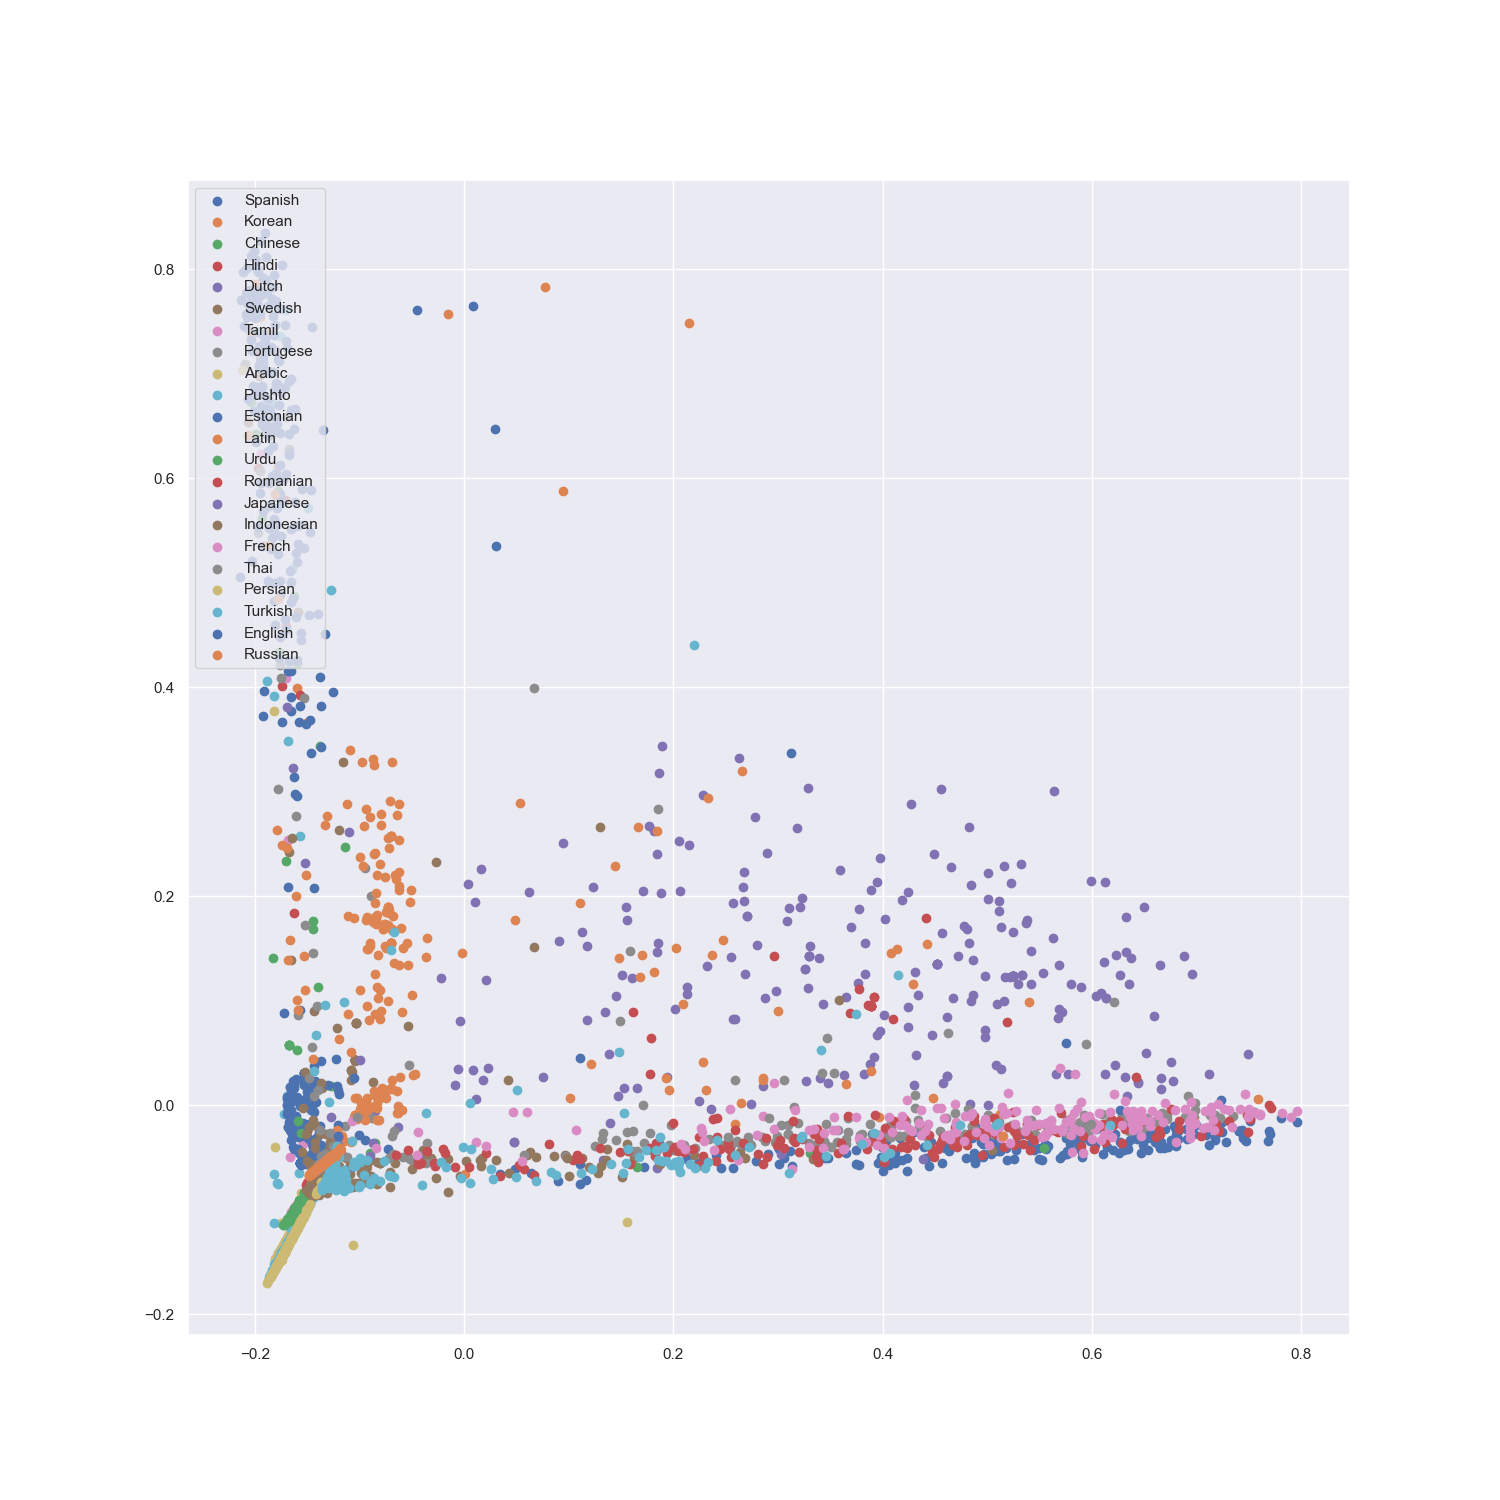 Spanish
Korean
Chinese
Hindi
Dutch
Swedish
Tamil
Portugese
Arabic
Pushto
Estonian
Latin
Urdu
Romanian
Japanese
Indonesian
French
Thai
Persian
Turkish
English
Russian
0.8
0.6
0.4
0.2
0.0
−0.2
−0.2 0.0 0.2 0.4 0.6 0.8